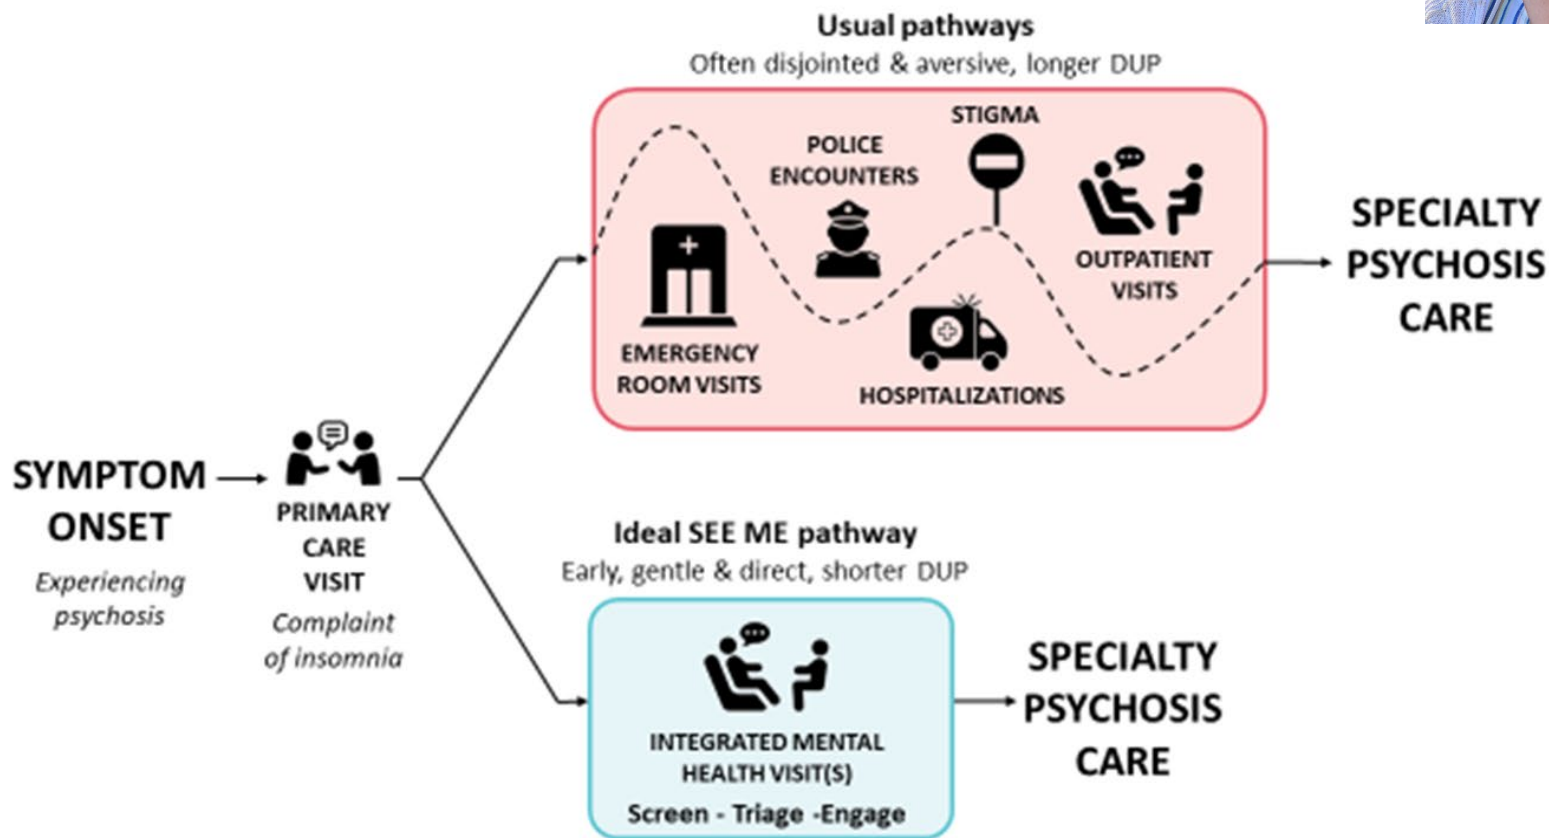 Usual pathways
Often disjointed & aversive, longer DUP
STIGMA
POLICE
ENCOUNTERS
EMERGENCY
ROOM VISITS
HOSPITALIZATIONS
OUTPATIENT
VISITS
SPECIALTY
PSYCHOSIS
CARE
SYMPTOM
ONSET
Experiencing
psychosis
PRIMARY
CARE
VISIT
Complaint
of insomnia
Ideal SEE ME pathway
Early, gentle & direct, shorter DUP
INTEGRATED MENTAL
HEALTH VISIT(S)
Screen - Triage -Engage
SPECIALTY
PSYCHOSIS
CARE